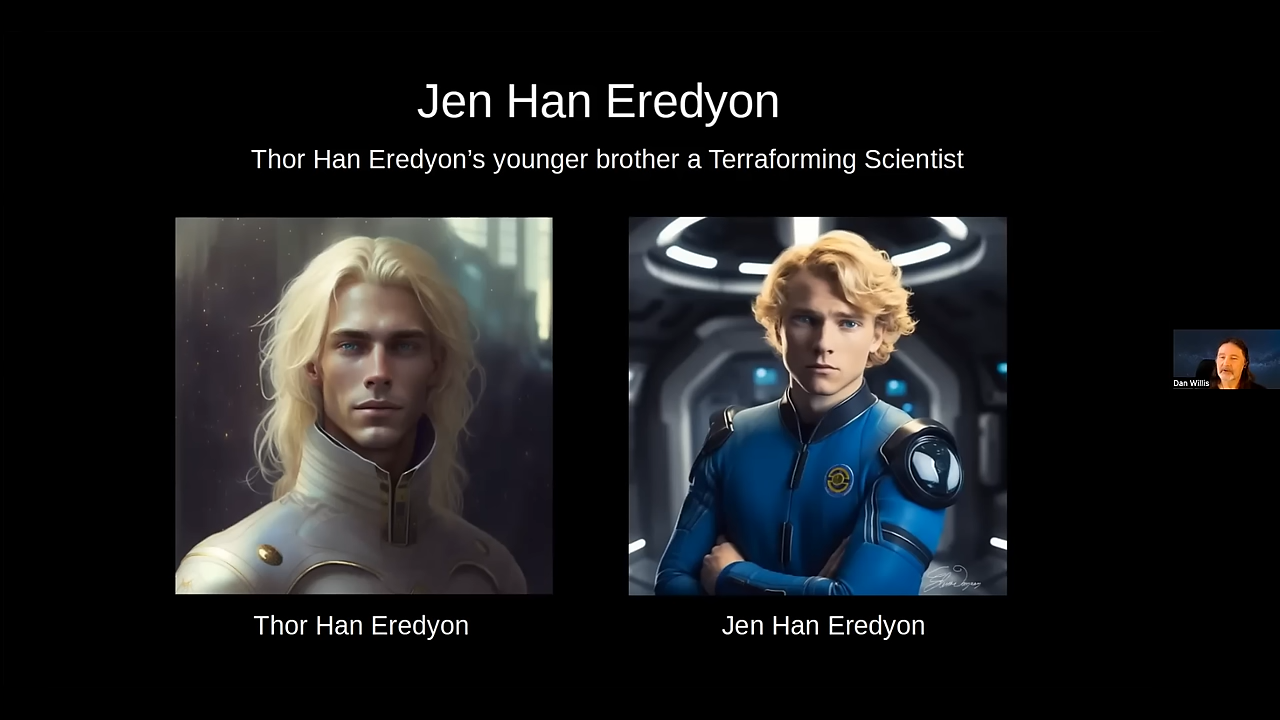 Jen Han Eredyon
Thor Han Eredyon’s younger brother a Terraforming Scientist
Dan Willis
Thor Han Eredyon
Jen Han Eredyon